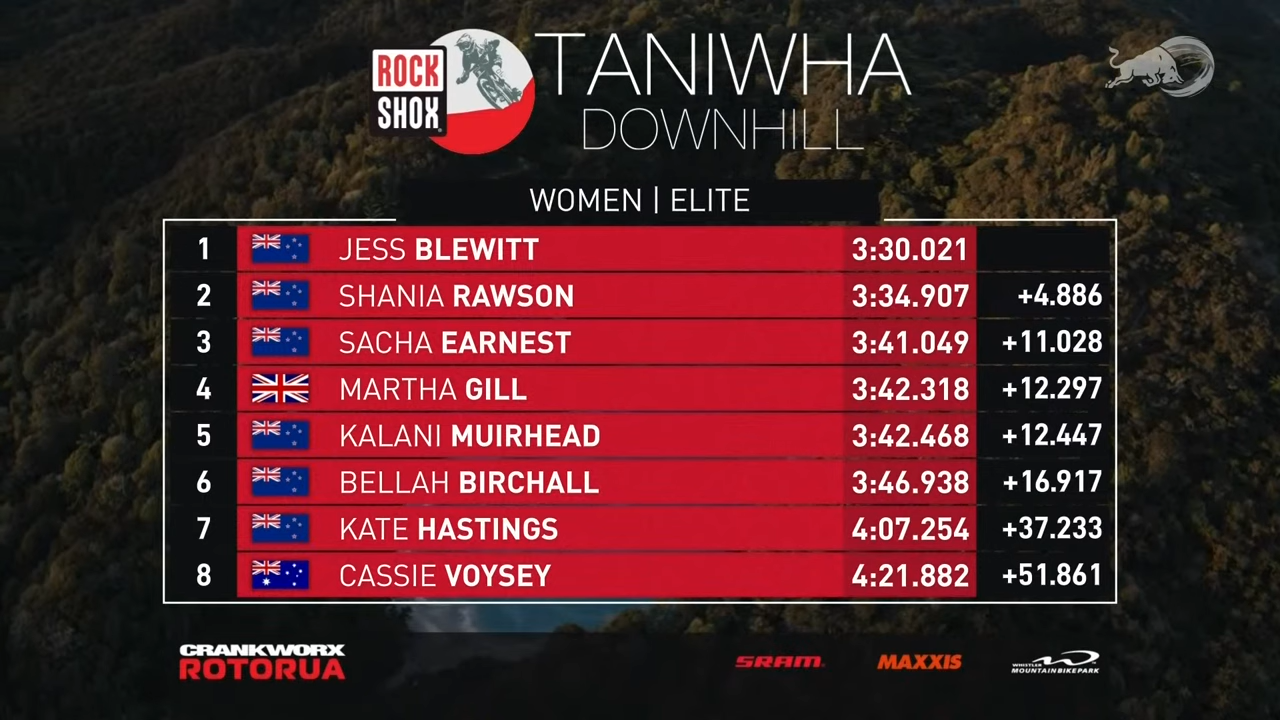 ROCK
SHOX
TANIWHA
DOWNHILL
WOMEN | ELITE
1 JESS BLEWITT 3:30.021
2 SHANIA RAWSON 3:34.907 +4.886
3 SACHA EARNEST 3:41.049 +11.028
4 MARTHA GILL 3:42.318 +12.297
5 KALANI MUIRHEAD 3:42.468 +12.447
6 BELLAH BIRCHALL 3:46.938 +16.917
7 KATE HASTINGS 4:07.254 +37.233
8 CASSIE VOYSEY 4:21.882 +51.861
CRANKWORX
ROTORUA
SRAM MAXXIS WHISTLER
MOUNTAIN BIKE PARK